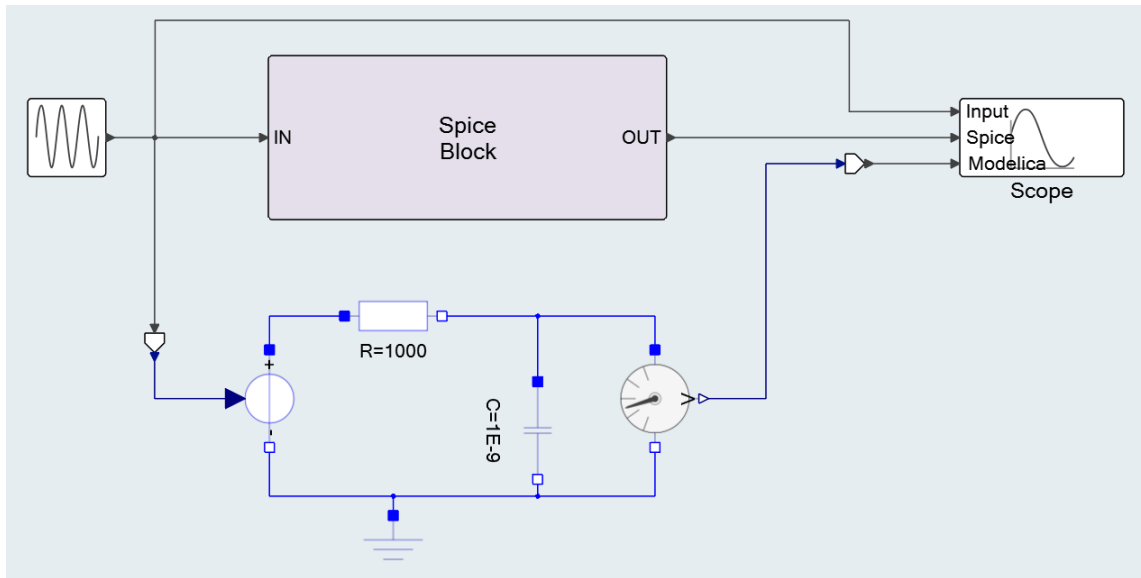 Input
Spice
Block
IN
OUT
Spice
Modelica
Scope
R=1000
+
-
C=1E-9
V